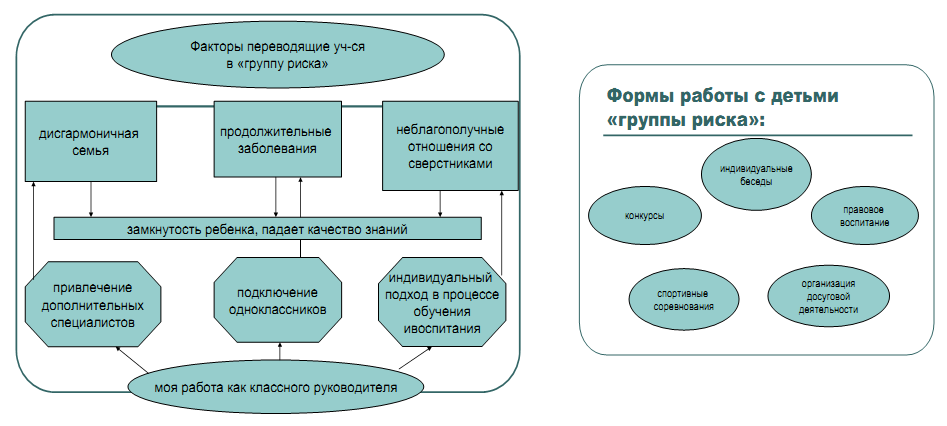 Факторы переводящие уч-ся
в «группу риска»
дисгармоничная
семья
продолжительные
заболевания
неблагополучные
отношения со
сверстниками
замкнутость ребенка, падает качество знаний
привлечение
дополнительных
специалистов
подключение
одноклассников
индивидуальный
подход в процессе
обучения
ивоспитания
моя работа как классного руководителя
Формы работы с детьми
«группы риска»:
индивидуальные
беседы
конкурсы
правовое
воспитание
спортивные
соревнования
организация
досуговой
деятельности